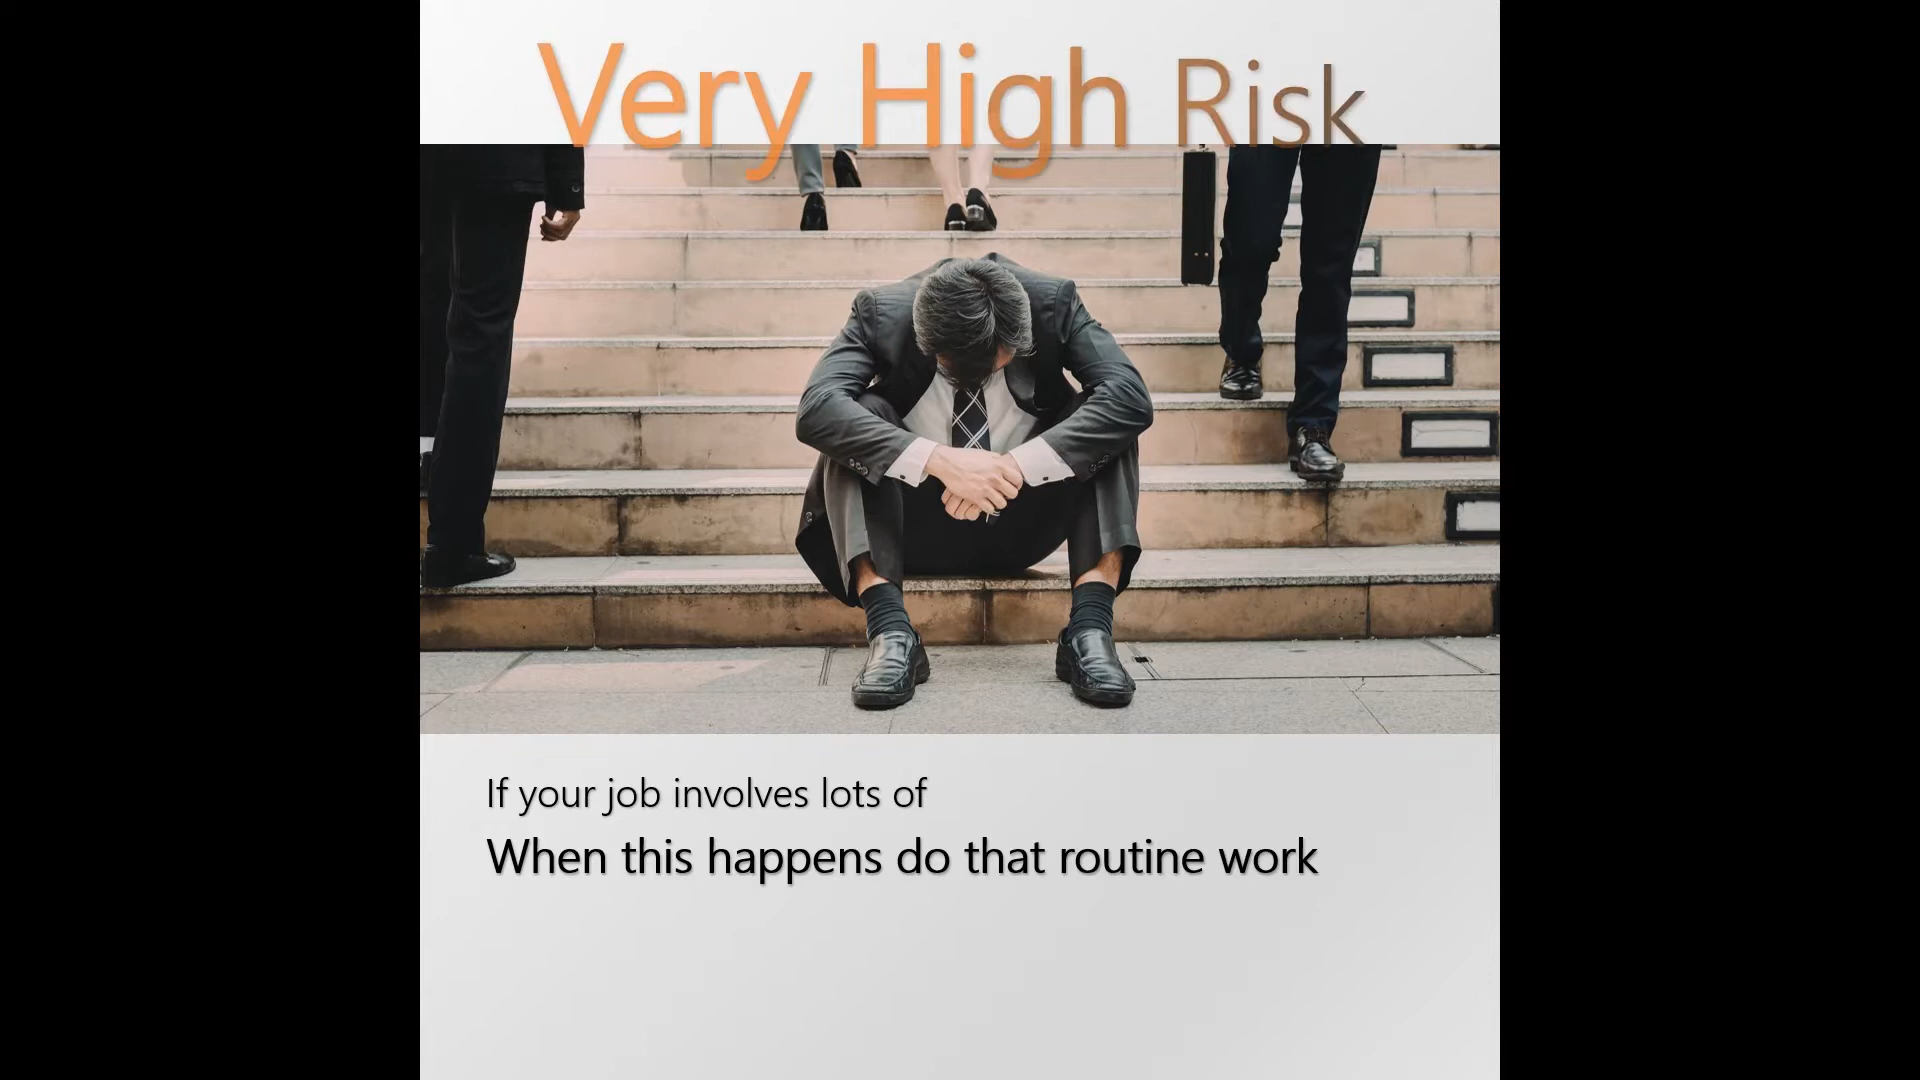 Very High Risk
If your job involves lots of
When this happens do that routine work